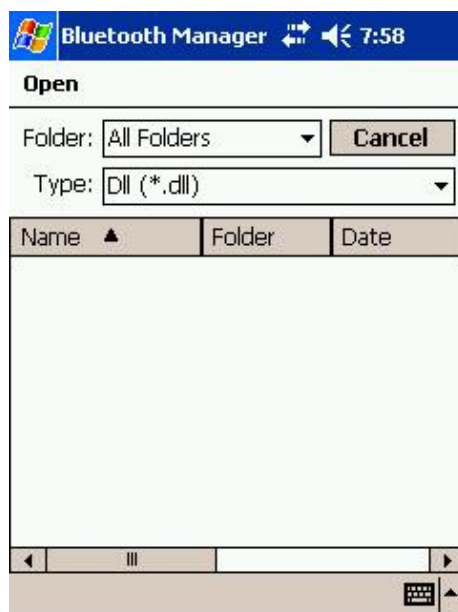 Bluetooth Manager 7:58
Open
Folder: All Folders Cancel
Type: Dll (*.dll)
Name Folder Date